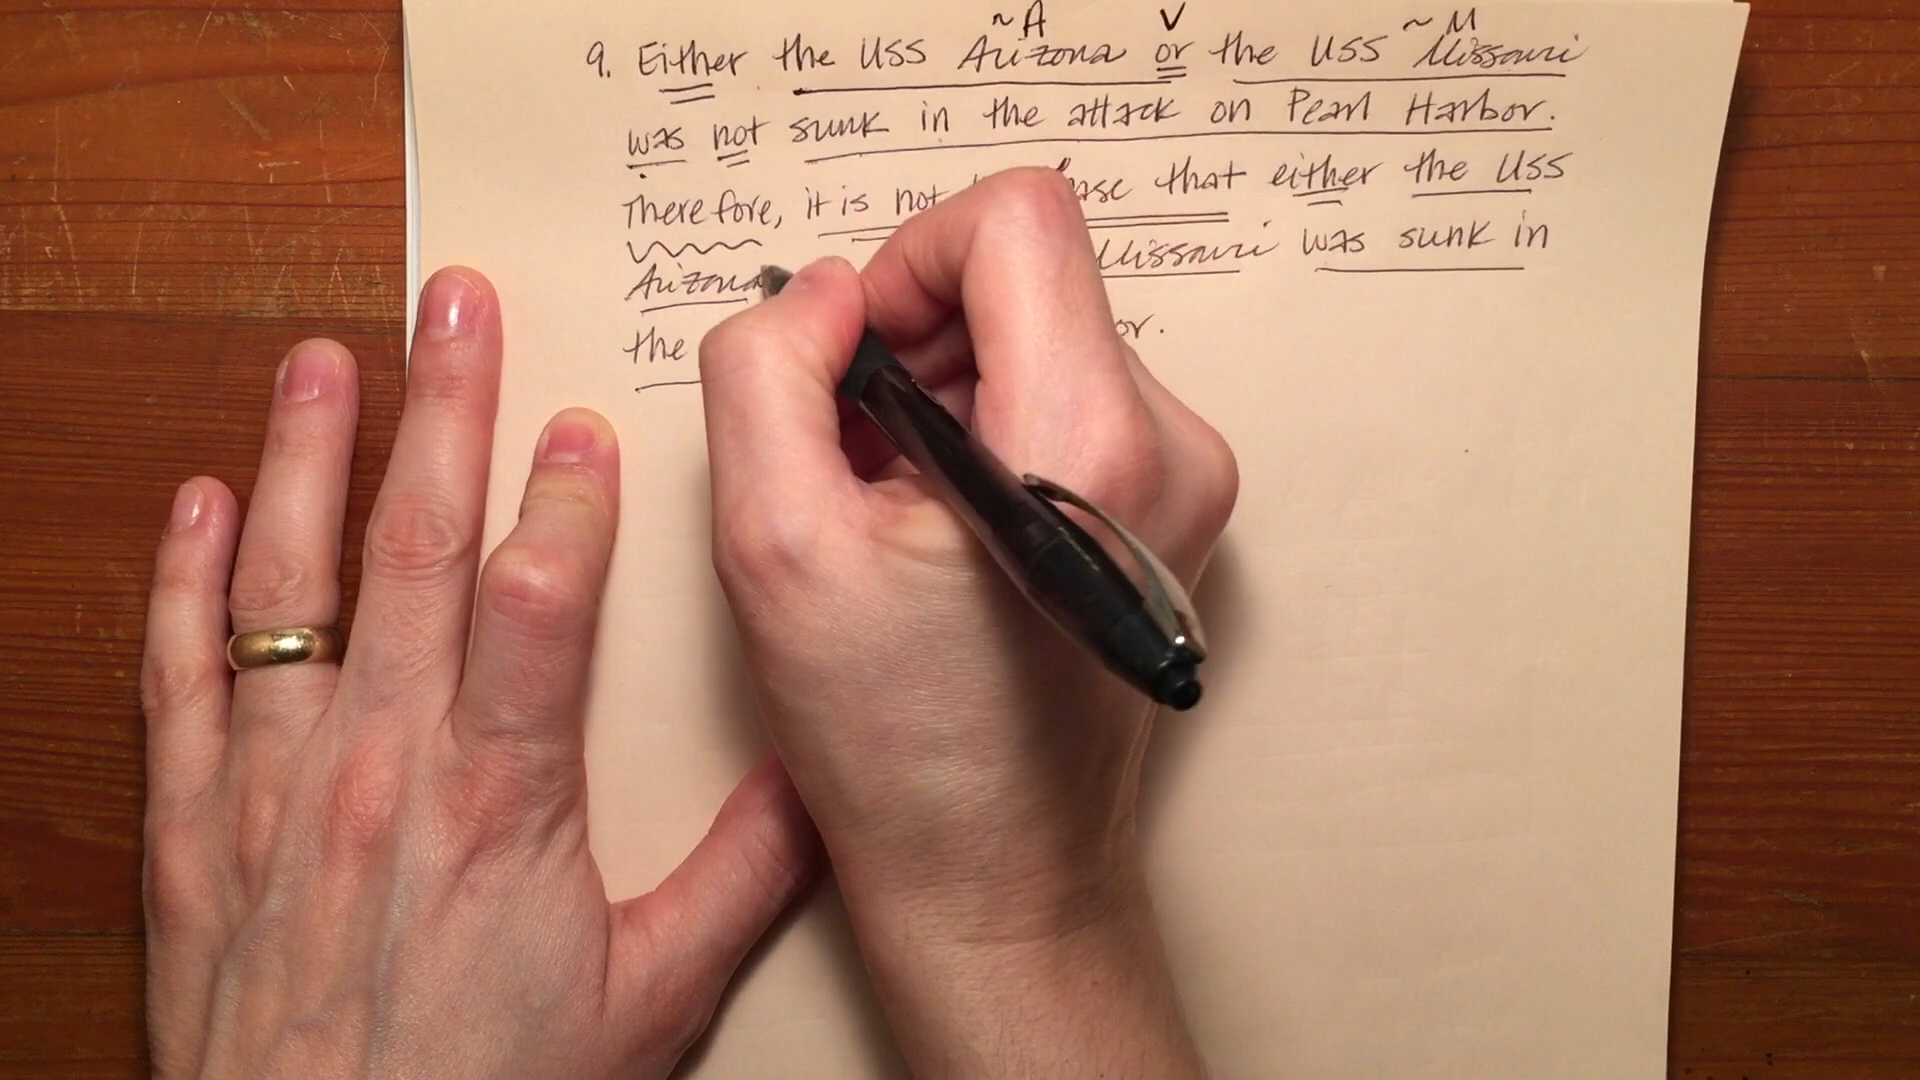 ~A V ~M
9. Either the USS Arizona or the USS Missouri
was not sunk in the attack on Pearl Harbor.
Therefore, it is not that either the USS
Arizona Missouri was sunk in
the